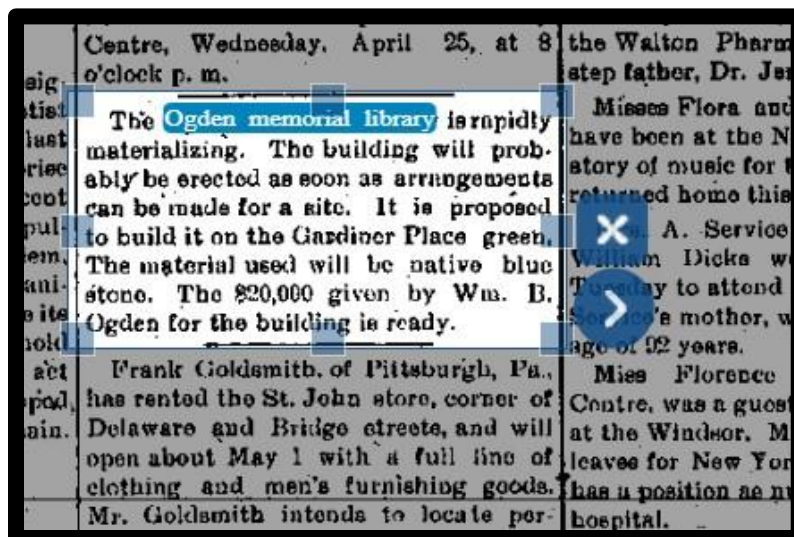 Centre, Wednesday, April 25, at 8
o'clock p. m.
The Ogden memorial library is rapidly
materializing. The building will prob-
ably be erected as soon as arrangements
can be made for a site. It is proposed
to build it on the Gardiner Place green.
The material used will be native blue
stone. The $20,000 given by Wm. B.
Ogden for the building is ready.
Frank Goldsmith, of Pittsburgh, Pa.,
has rented the St. John store, corner of
Delaware and Bridge streets, and will
open about May 1 with a full line of
clothing and men's furnishing goods.
Mr. Goldsmith intends to locate per-
the Walton Pharm
step father, Dr. Je
Misses Flora and
have been at the N
story of music for
returned home this
A. Service
William Dicks w
Tuesday to attend
Service's mother, w
age of 92 years.
Miss Florence
Centre, was a guest
at the Windsor. M
leaves for New Yor
has a position as nu
hospital.